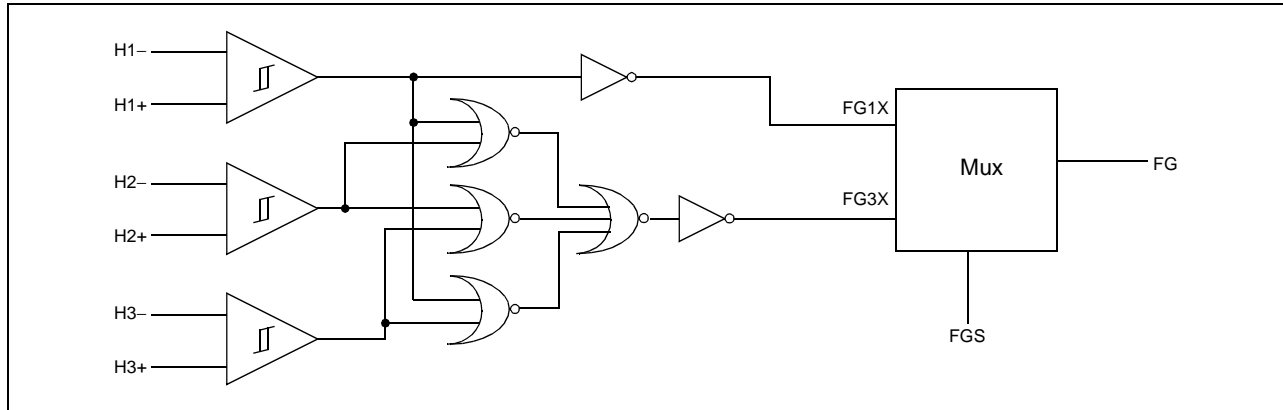 H1−
H1+
FG1X
H2−
Mux
FG
H2+
FG3X
H3−
FGS
H3+